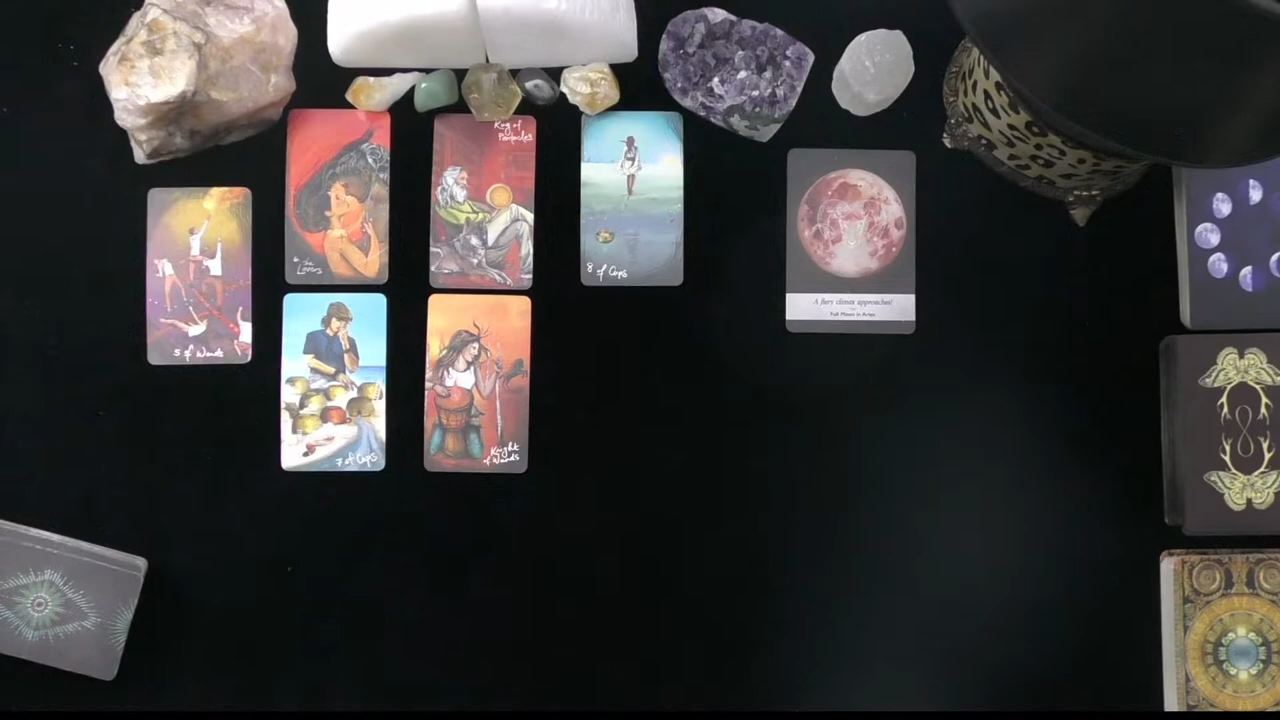 5 of Wands
6 the
Lovers
King of
Pentacles
8 of Cups
7 of Cups
Knight
of Wands
A fiery climax approaches!
Full Moon in Aries